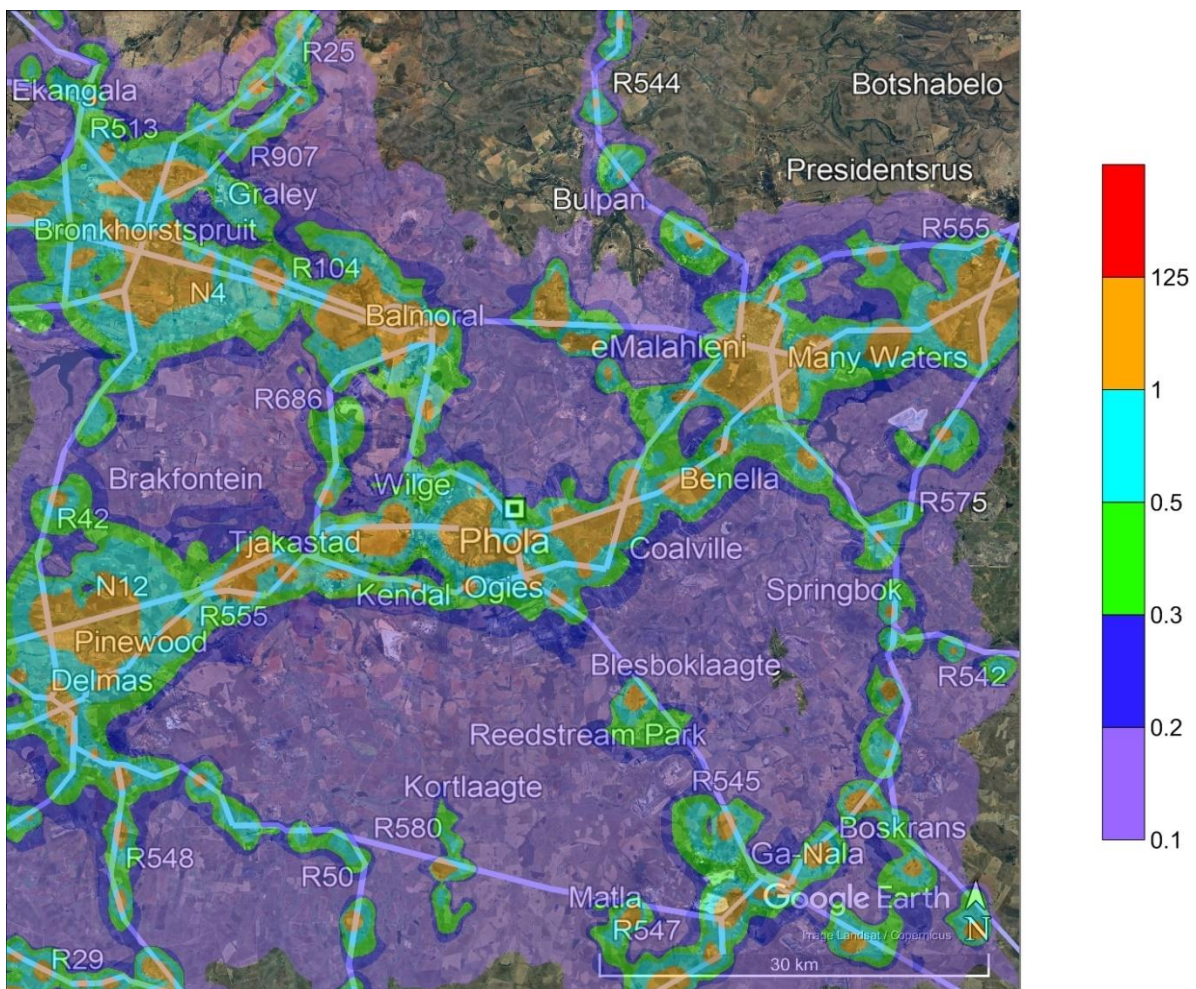 R25
R544
Botshabelo
Ekangala
R513
R907
Presidentsrus
Graley
Bulpan
Bronkhorstspruit
R555
R104
N4
Balmoral
eMalahleni
Many Waters
R686
Brakfontein
Wilge
Benella
R42
R575
Tjakastad
Phola
Coalville
N12
Kendal
Ogies
Springbok
R555
Pinewood
Blesboklaagte
R542
Delmas
Reedstream Park
Kortlaagte
R545
R580
Boskrans
R548
Ga-Nala
R50
Matla
Google Earth
R547
N
Image Landsat / Copernicus
R29
30 km
125
1
0.5
0.3
0.2
0.1